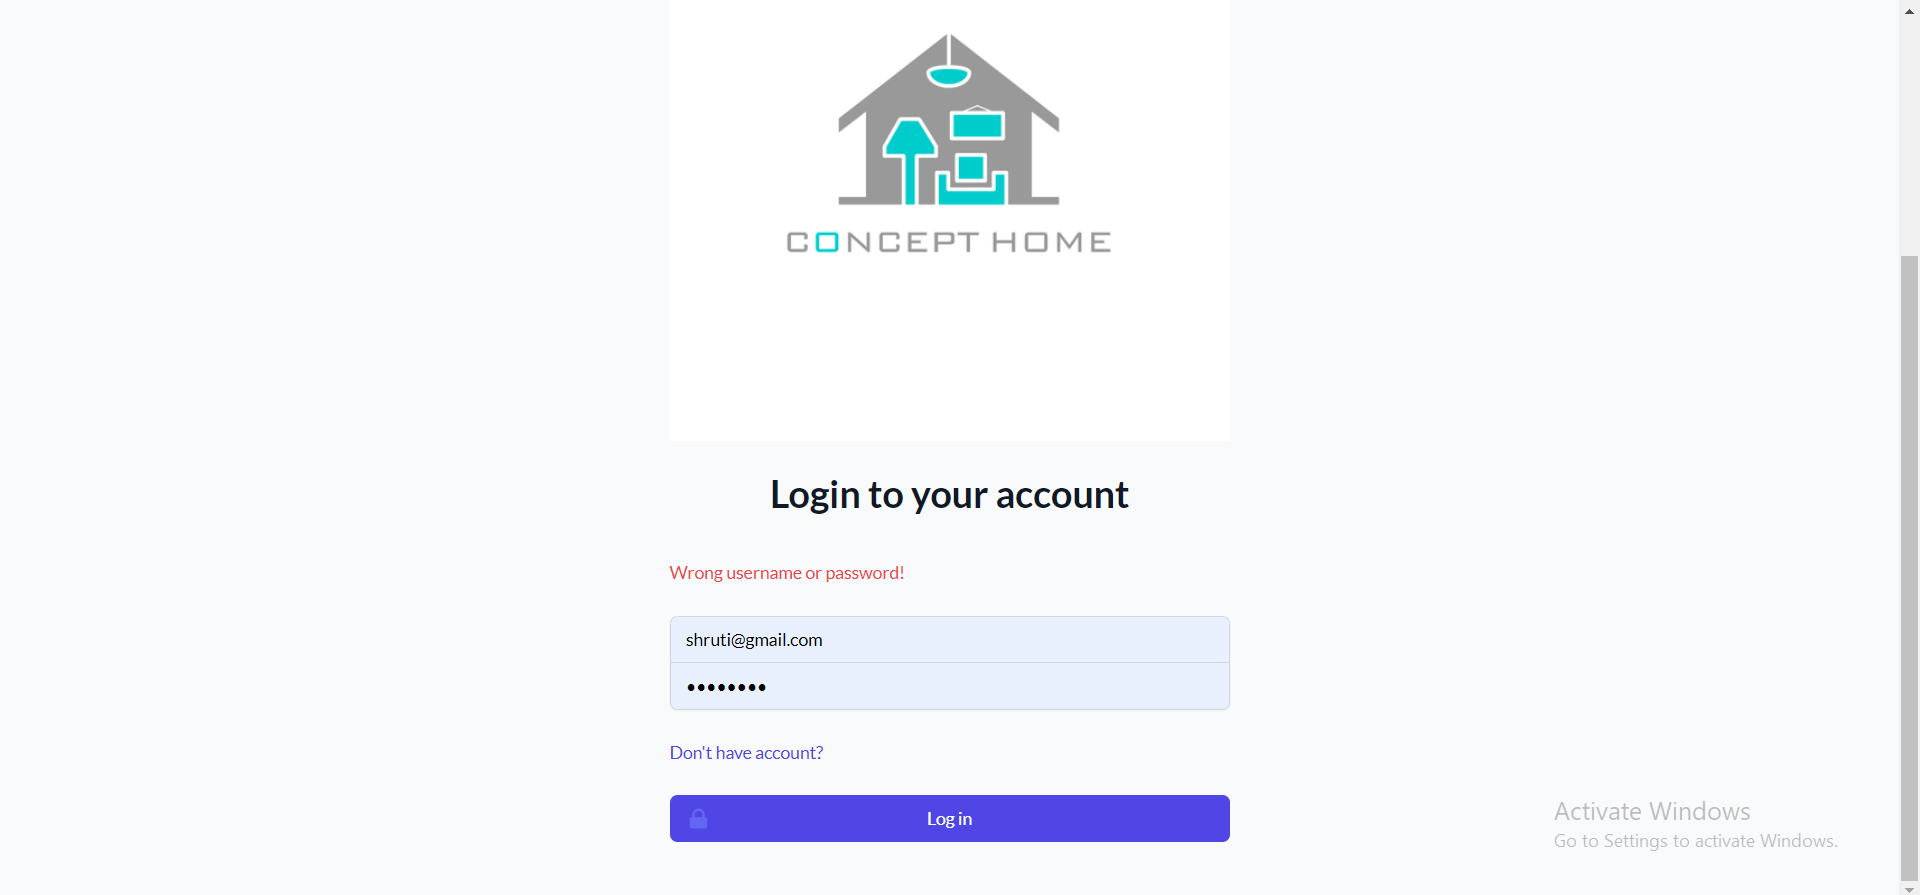 CONCEPT HOME
Login to your account
Wrong username or password!
shruti@gmail.com
••••••••
Don't have account?
Log in
Activate Windows
Go to Settings to activate Windows.